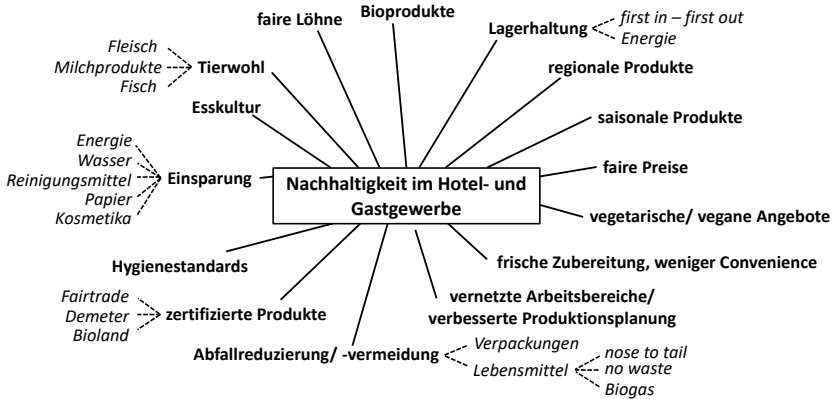 Bioprodukte
faire Löhne
Lagerhaltung
first in – first out
Energie
Fleisch
Milchprodukte
Fisch
Tierwohl
regionale Produkte
Esskultur
saisonale Produkte
Energie
Wasser
Reinigungsmittel
Papier
Kosmetika
Einsparung
faire Preise
Nachhaltigkeit im Hotel- und
Gastgewerbe
vegetarische/ vegane Angebote
Hygienestandards
frische Zubereitung, weniger Convenience
Fairtrade
Demeter
Bioland
zertifizierte Produkte
vernetzte Arbeitsbereiche/
verbesserte Produktionsplanung
Abfallreduzierung/ -vermeidung
Verpackungen
Lebensmittel
nose to tail
no waste
Biogas